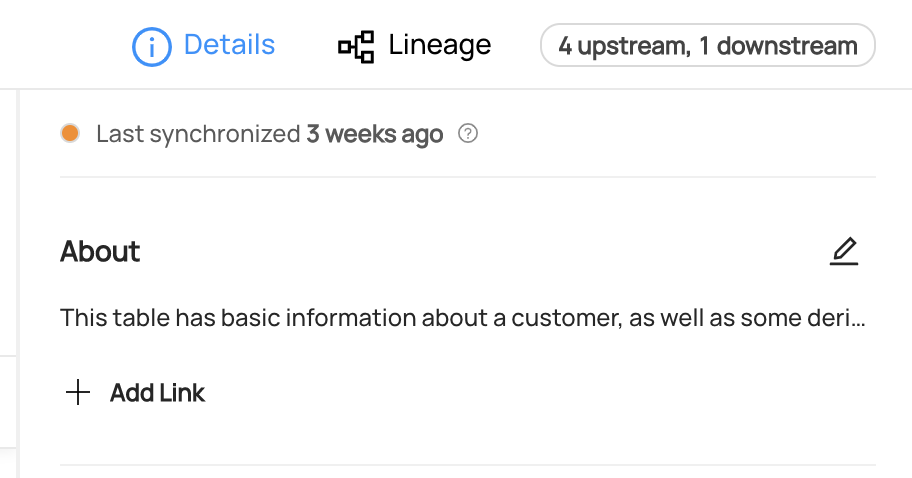 Details Lineage 4 upstream, 1 downstream
Last synchronized 3 weeks ago
About
This table has basic information about a customer, as well as some deri...
Add Link